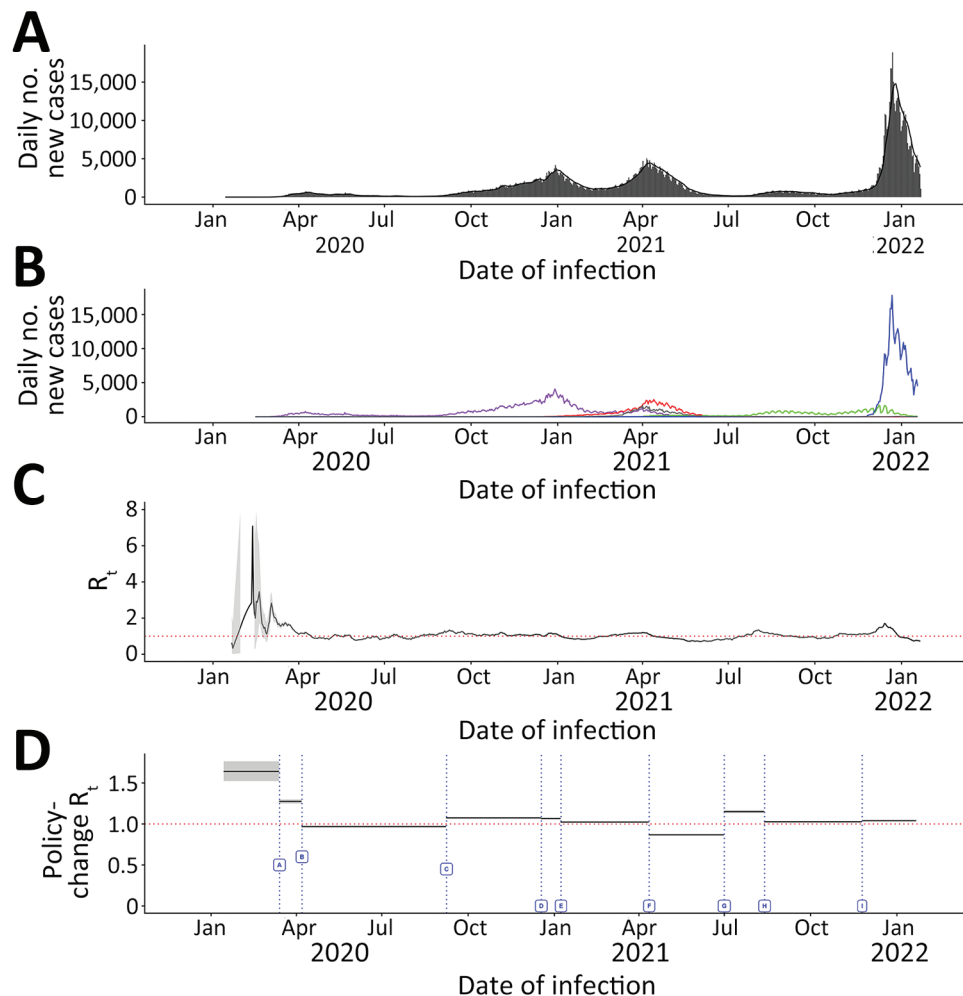 A
Daily no.
new cases
15,000
10,000
5,000
0
Jan Apr Jul Oct Jan Apr Jul Oct Jan
2020 2021 2022
Date of infection
B
Daily no.
new cases
15,000
10,000
5,000
0
Jan Apr Jul Oct Jan Apr Jul Oct Jan
2020 2021 2022
Date of infection
C
Rt
8
6
4
2
0
Jan Apr Jul Oct Jan Apr Jul Oct Jan
2020 2021 2022
Date of infection
D
Policy-
change Rt
1.5
1.0
0.5
0
A B C D E F G H I
Jan Apr Jul Oct Jan Apr Jul Oct Jan
2020 2021 2022
Date of infection